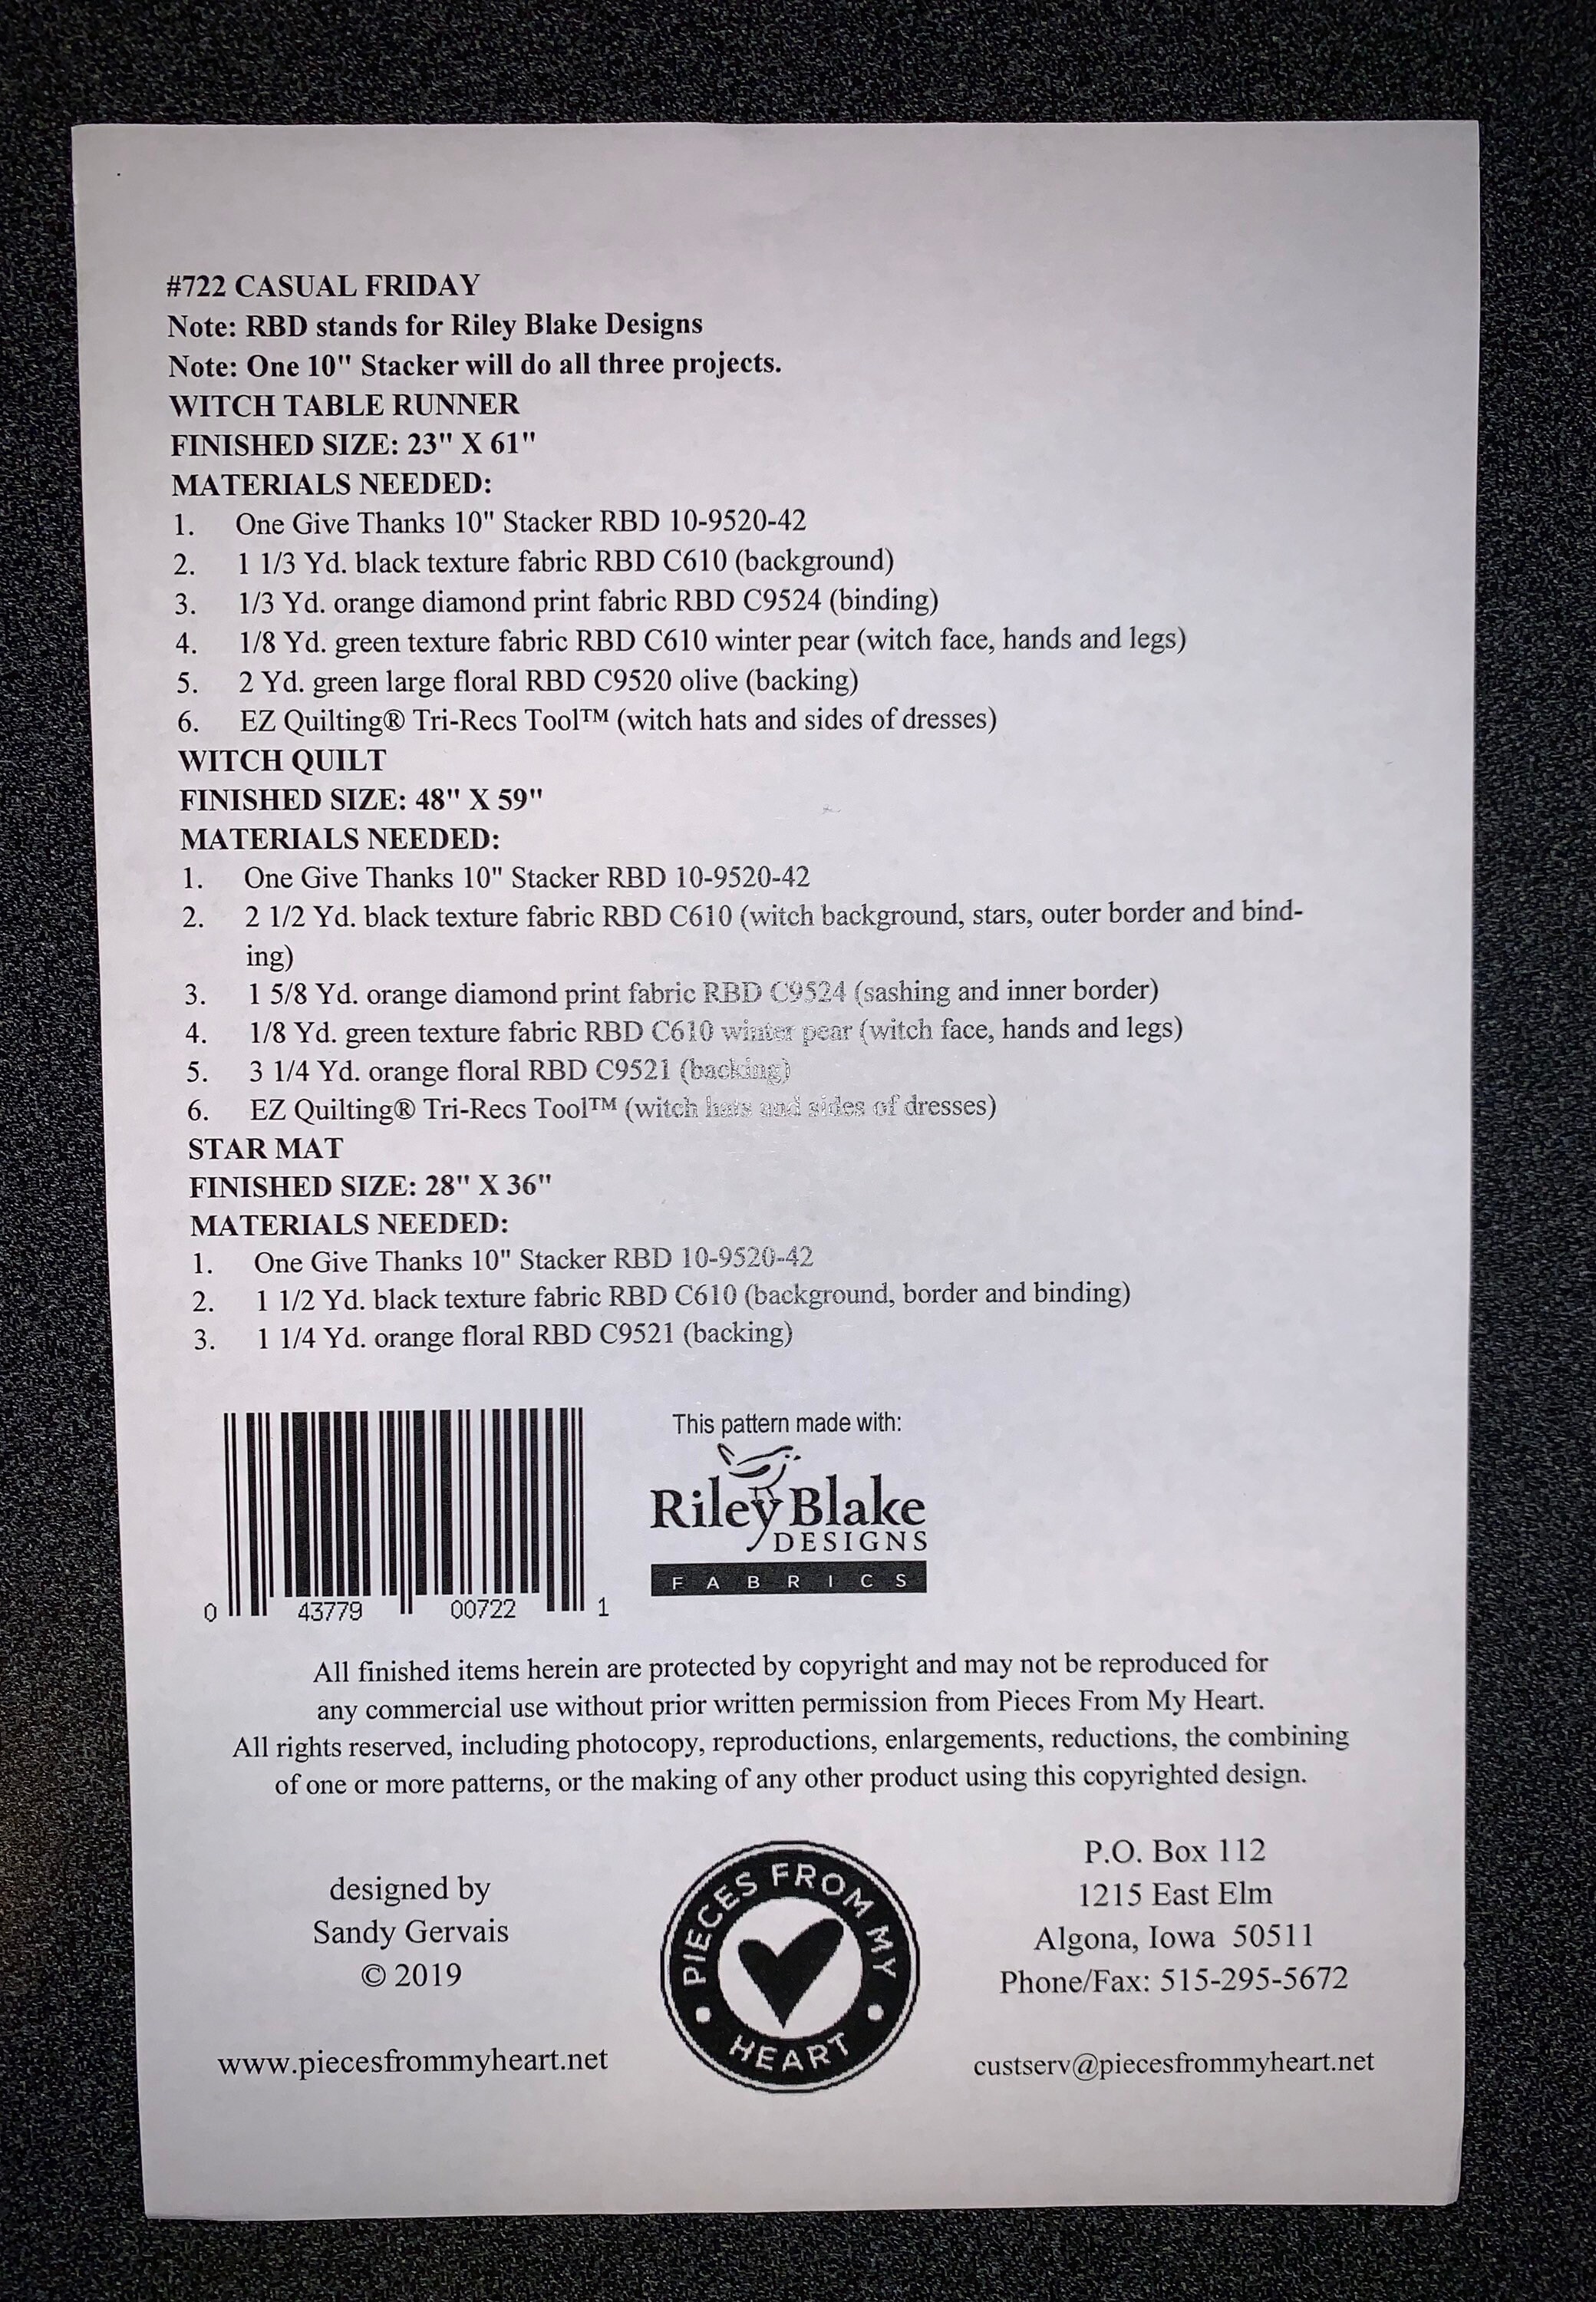 #722 CASUAL FRIDAY
Note: RBD stands for Riley Blake Designs
Note: One 10" Stacker will do all three projects.
WITCH TABLE RUNNER
FINISHED SIZE: 23" X 61"
MATERIALS NEEDED:
1. One Give Thanks 10" Stacker RBD 10-9520-42
2. 1 1/3 Yd. black texture fabric RBD C610 (background)
3. 1/3 Yd. orange diamond print fabric RBD C9524 (binding)
4. 1/8 Yd. green texture fabric RBD C610 winter pear (witch face, hands and legs)
5. 2 Yd. green large floral RBD C9520 olive (backing)
6. EZ Quilting® Tri-Recs Tool™ (witch hats and sides of dresses)
WITCH QUILT
FINISHED SIZE: 48" X 59"
MATERIALS NEEDED:
1. One Give Thanks 10" Stacker RBD 10-9520-42
2. 2 1/2 Yd. black texture fabric RBD C610 (witch background, stars, outer border and bind-
ing)
3. 1 5/8 Yd. orange diamond print fabric RBD C9524 (sashing and inner border)
4. 1/8 Yd. green texture fabric RBD C610 winter pear (witch face, hands and legs)
5. 3 1/4 Yd. orange floral RBD C9521 (backing)
6. EZ Quilting® Tri-Recs Tool™ (witch hats and sides of dresses)
STAR MAT
FINISHED SIZE: 28" X 36"
MATERIALS NEEDED:
1. One Give Thanks 10" Stacker RBD 10-9520-42
2. 1 1/2 Yd. black texture fabric RBD C610 (background, border and binding)
3. 1 1/4 Yd. orange floral RBD C9521 (backing)
0 43779 00722 1
This pattern made with:
Riley Blake
DESIGNS
FABRICS
All finished items herein are protected by copyright and may not be reproduced for
any commercial use without prior written permission from Pieces From My Heart.
All rights reserved, including photocopy, reproductions, enlargements, reductions, the combining
of one or more patterns, or the making of any other product using this copyrighted design.
designed by
Sandy Gervais
© 2019
www.piecesfrommyheart.net
PIECES FROM MY
HEART
P.O. Box 112
1215 East Elm
Algona, Iowa 50511
Phone/Fax: 515-295-5672
custserv@piecesfrommyheart.net